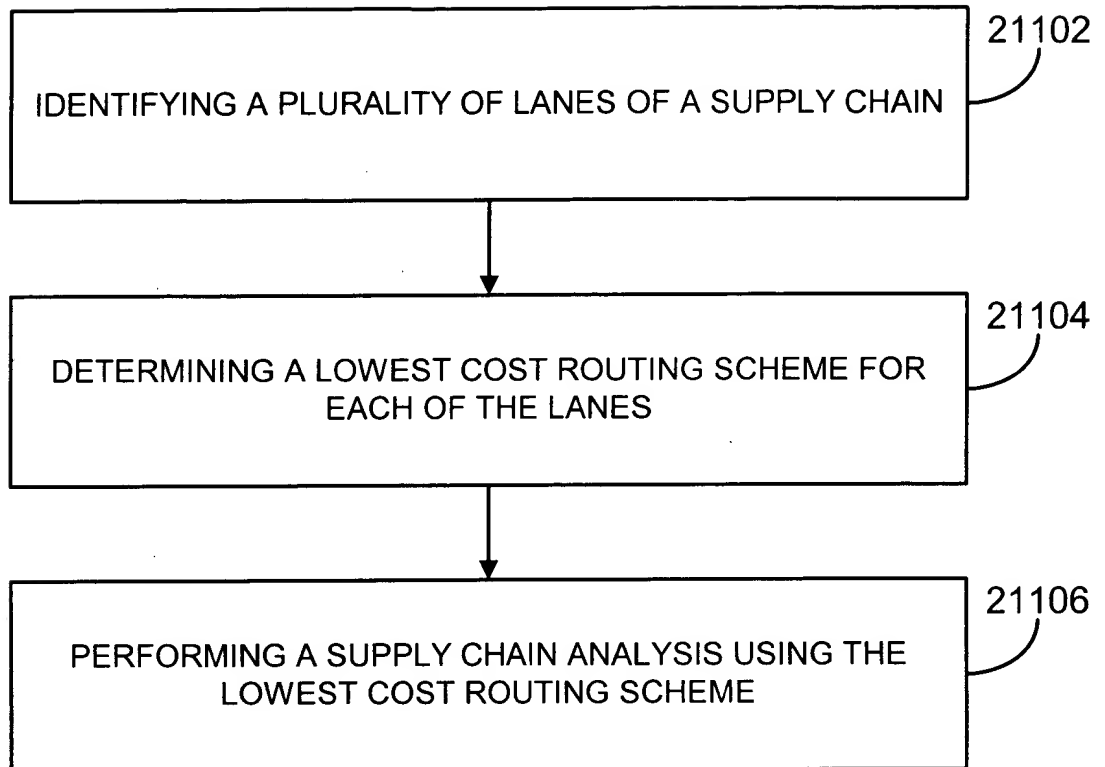 21102
IDENTIFYING A PLURALITY OF LANES OF A SUPPLY CHAIN
21104
DETERMINING A LOWEST COST ROUTING SCHEME FOR
EACH OF THE LANES
21106
PERFORMING A SUPPLY CHAIN ANALYSIS USING THE
LOWEST COST ROUTING SCHEME